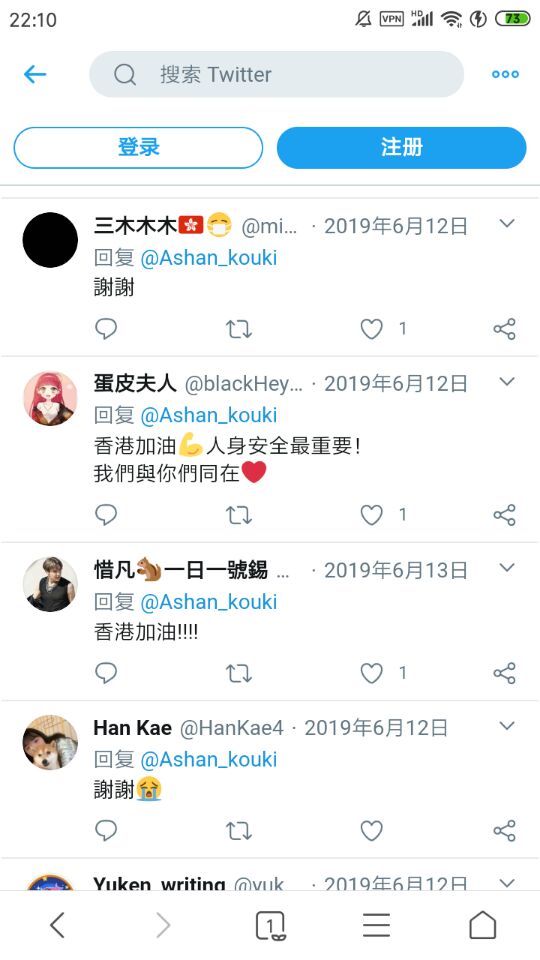 22:10
VPN
HD
73
搜索 Twitter
登录
注册
三木木木🇭🇰😷 @mi... · 2019年6月12日
回复 @Ashan_kouki
謝謝
1
蛋皮夫人 @blackHey... · 2019年6月12日
回复 @Ashan_kouki
香港加油💪人身安全最重要!
我們與你們同在❤
1
惜凡🐿一日一號錫 ... · 2019年6月13日
回复 @Ashan_kouki
香港加油!!!!
1
Han Kae @HanKae4 · 2019年6月12日
回复 @Ashan_kouki
謝謝😭
Yuken_writing @yuk... · 2019年6月12日
1